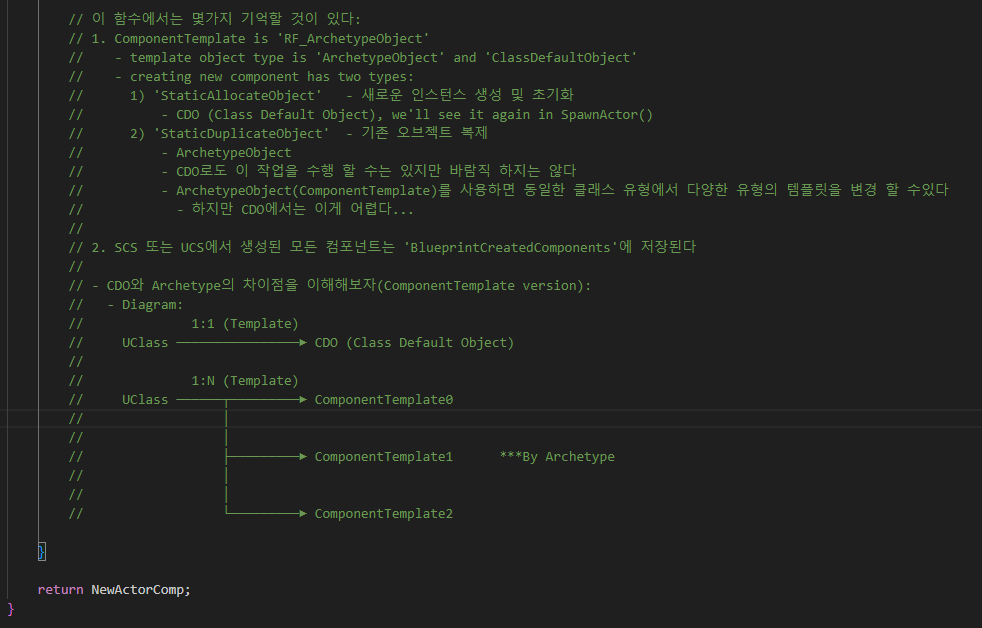 // 이 함수에서는 몇가지 기억할 것이 있다:
// 1. ComponentTemplate is 'RF_ArchetypeObject'
//    - template object type is 'ArchetypeObject' and 'ClassDefaultObject'
//    - creating new component has two types:
//      1) 'StaticAllocateObject'   - 새로운 인스턴스 생성 및 초기화
//          - CDO (Class Default Object), we'll see it again in SpawnActor()
//      2) 'StaticDuplicateObject'  - 기존 오브젝트 복제
//          - ArchetypeObject
//          - CDO로도 이 작업을 수행 할 수는 있지만 바람직 하지는 않다
//          - ArchetypeObject(ComponentTemplate)를 사용하면 동일한 클래스 유형에서 다양한 유형의 템플릿을 변경 할 수있다
//            - 하지만 CDO에서는 이게 어렵다...
//
// 2. SCS 또는 UCS에서 생성된 모든 컴포넌트는 'BlueprintCreatedComponents'에 저장된다
//
// - CDO와 Archetype의 차이점을 이해해보자(ComponentTemplate version):
//   - Diagram:
//              1:1 (Template)
//     UClass ────────────────► CDO (Class Default Object)
//
//              1:N (Template)
//     UClass ──────┬─────────► ComponentTemplate0
//                  │
//                  │
//                  ├─────────► ComponentTemplate1      ***By Archetype
//                  │
//                  │
//                  └─────────► ComponentTemplate2
}
return NewActorComp;
}